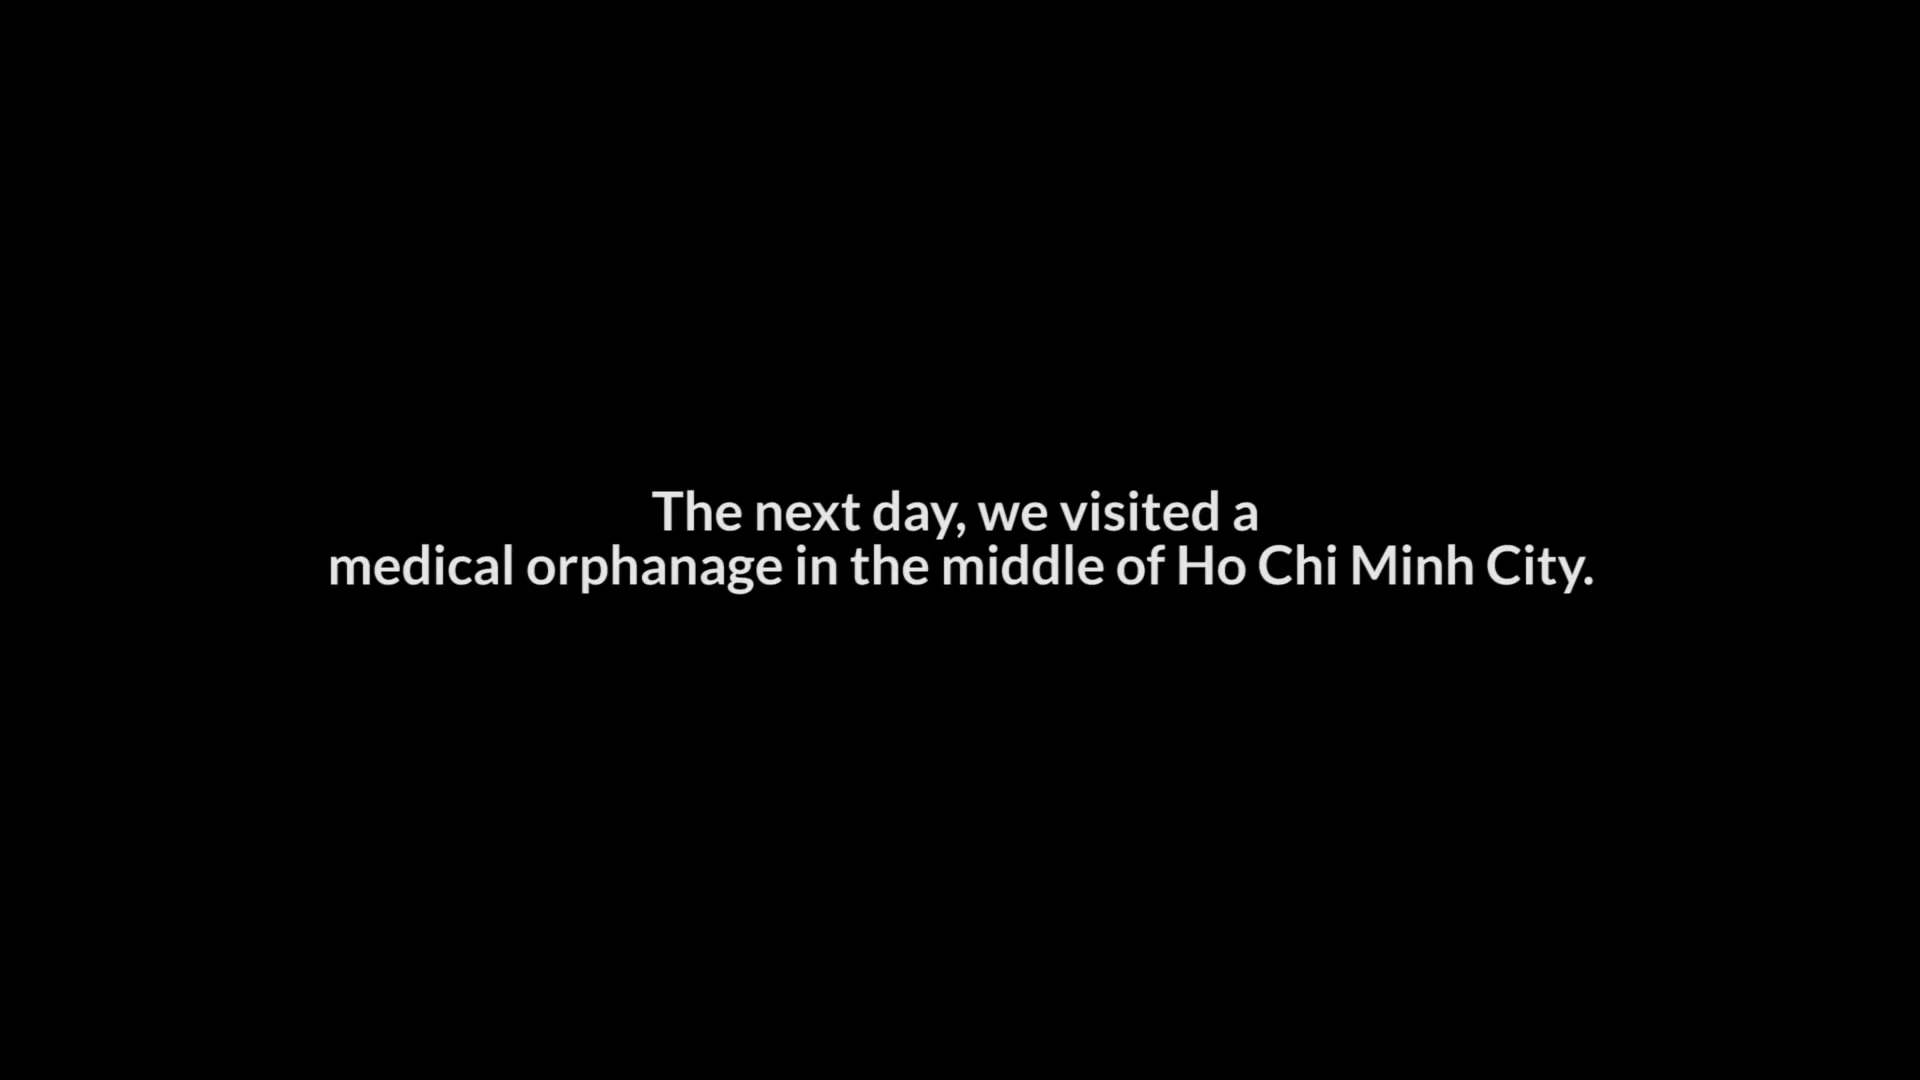 The next day, we visited a
medical orphanage in the middle of Ho Chi Minh City.